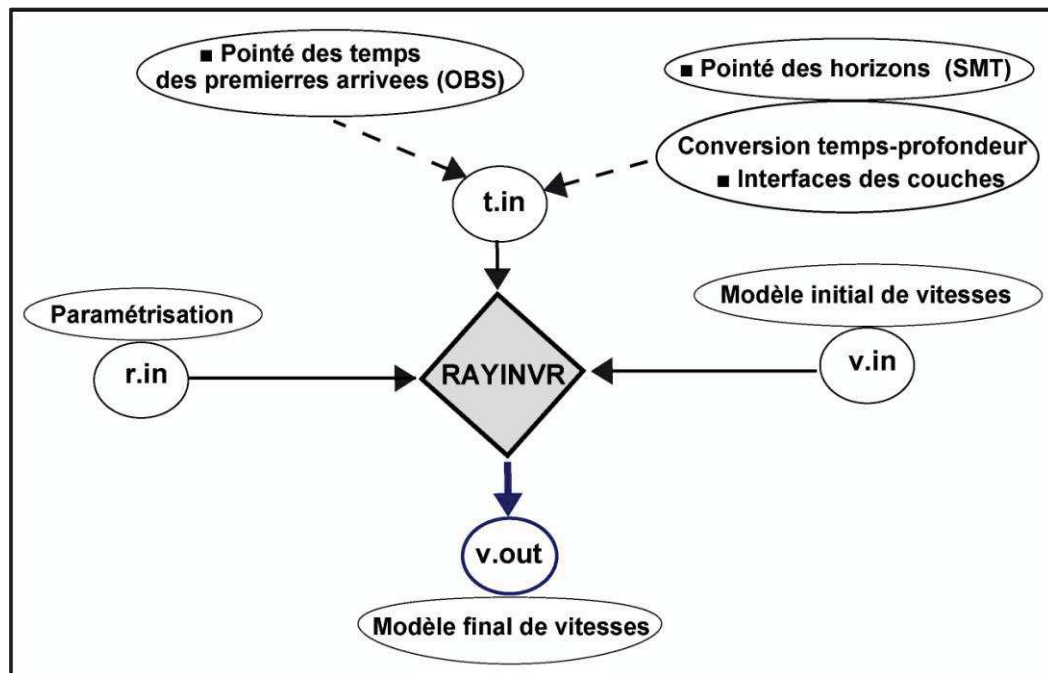 ■ Pointé des temps
des premierres arrivees (OBS)
■ Pointé des horizons (SMT)
Conversion temps-profondeur
■ Interfaces des couches
t.in
Paramétrisation
r.in
RAYINVR
Modèle initial de vitesses
v.in
v.out
Modèle final de vitesses